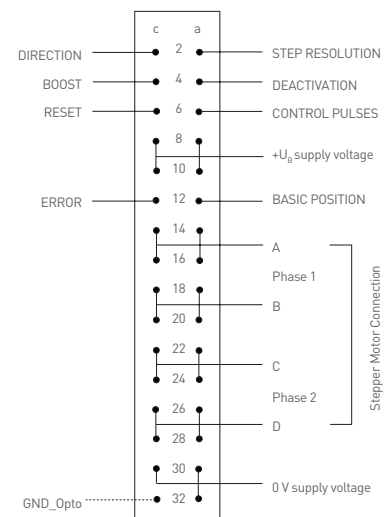 c a
DIRECTION 2 STEP RESOLUTION
BOOST 4 DEACTIVATION
RESET 6 CONTROL PULSES
8
+UB supply voltage
10
ERROR 12 BASIC POSITION
14
A
16
Phase 1
18
B
20
22
C
24
Phase 2
26
D
28
30
0 V supply voltage
GND_Opto 32
Stepper Motor Connection